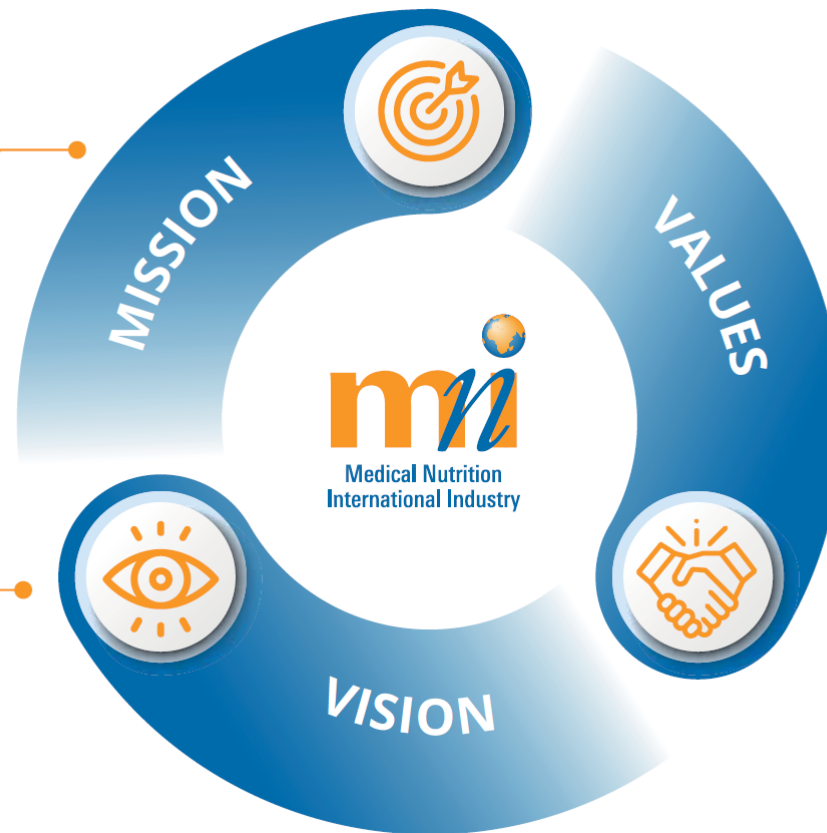 MISSION
VALUES
mni
Medical Nutrition
International Industry
VISION